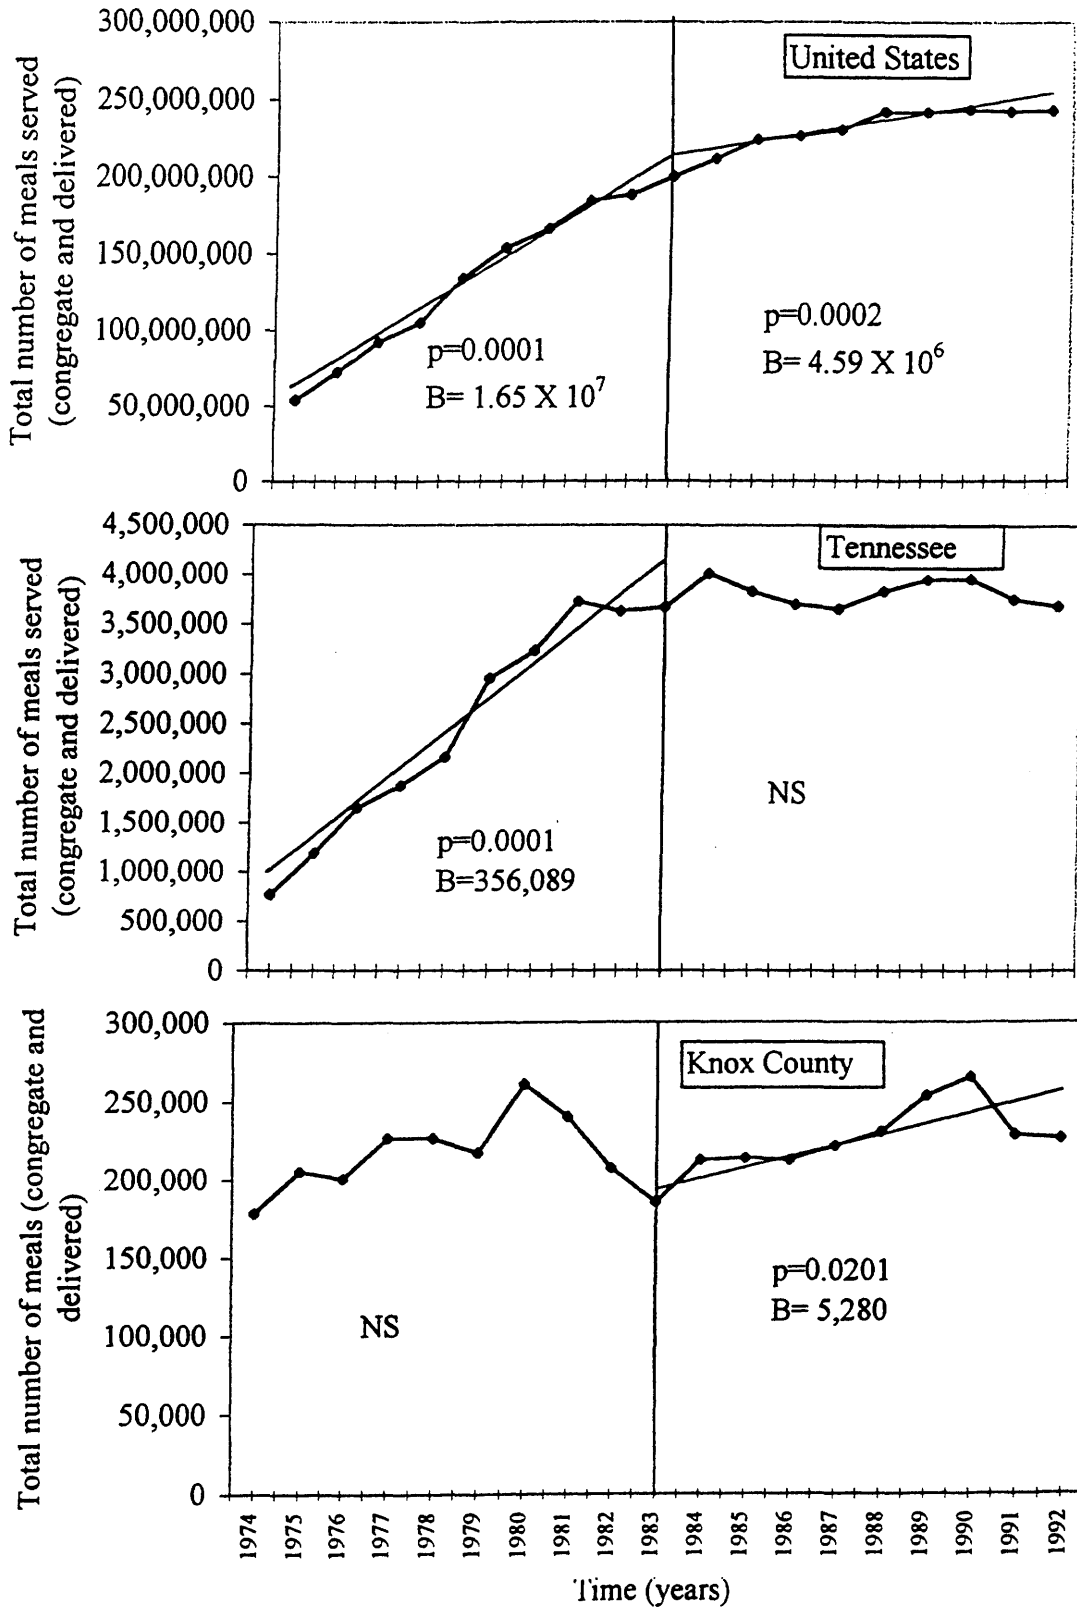 Total number of meals served
(congregate and delivered)
300,000,000
250,000,000
200,000,000
150,000,000
100,000,000
50,000,000
0
United States
p=0.0001
B= 1.65 X 10⁷
p=0.0002
B= 4.59 X 10⁶
Total number of meals served
(congregate and delivered)
4,500,000
4,000,000
3,500,000
3,000,000
2,500,000
2,000,000
1,500,000
1,000,000
500,000
0
Tennessee
p=0.0001
B=356,089
NS
Total number of meals (congregate and
delivered)
300,000
250,000
200,000
150,000
100,000
50,000
0
Knox County
NS
p=0.0201
B= 5,280
1974
1975
1976
1977
1978
1979
1980
1981
1982
1983
1984
1985
1986
1987
1988
1989
1990
1991
1992
Time (years)